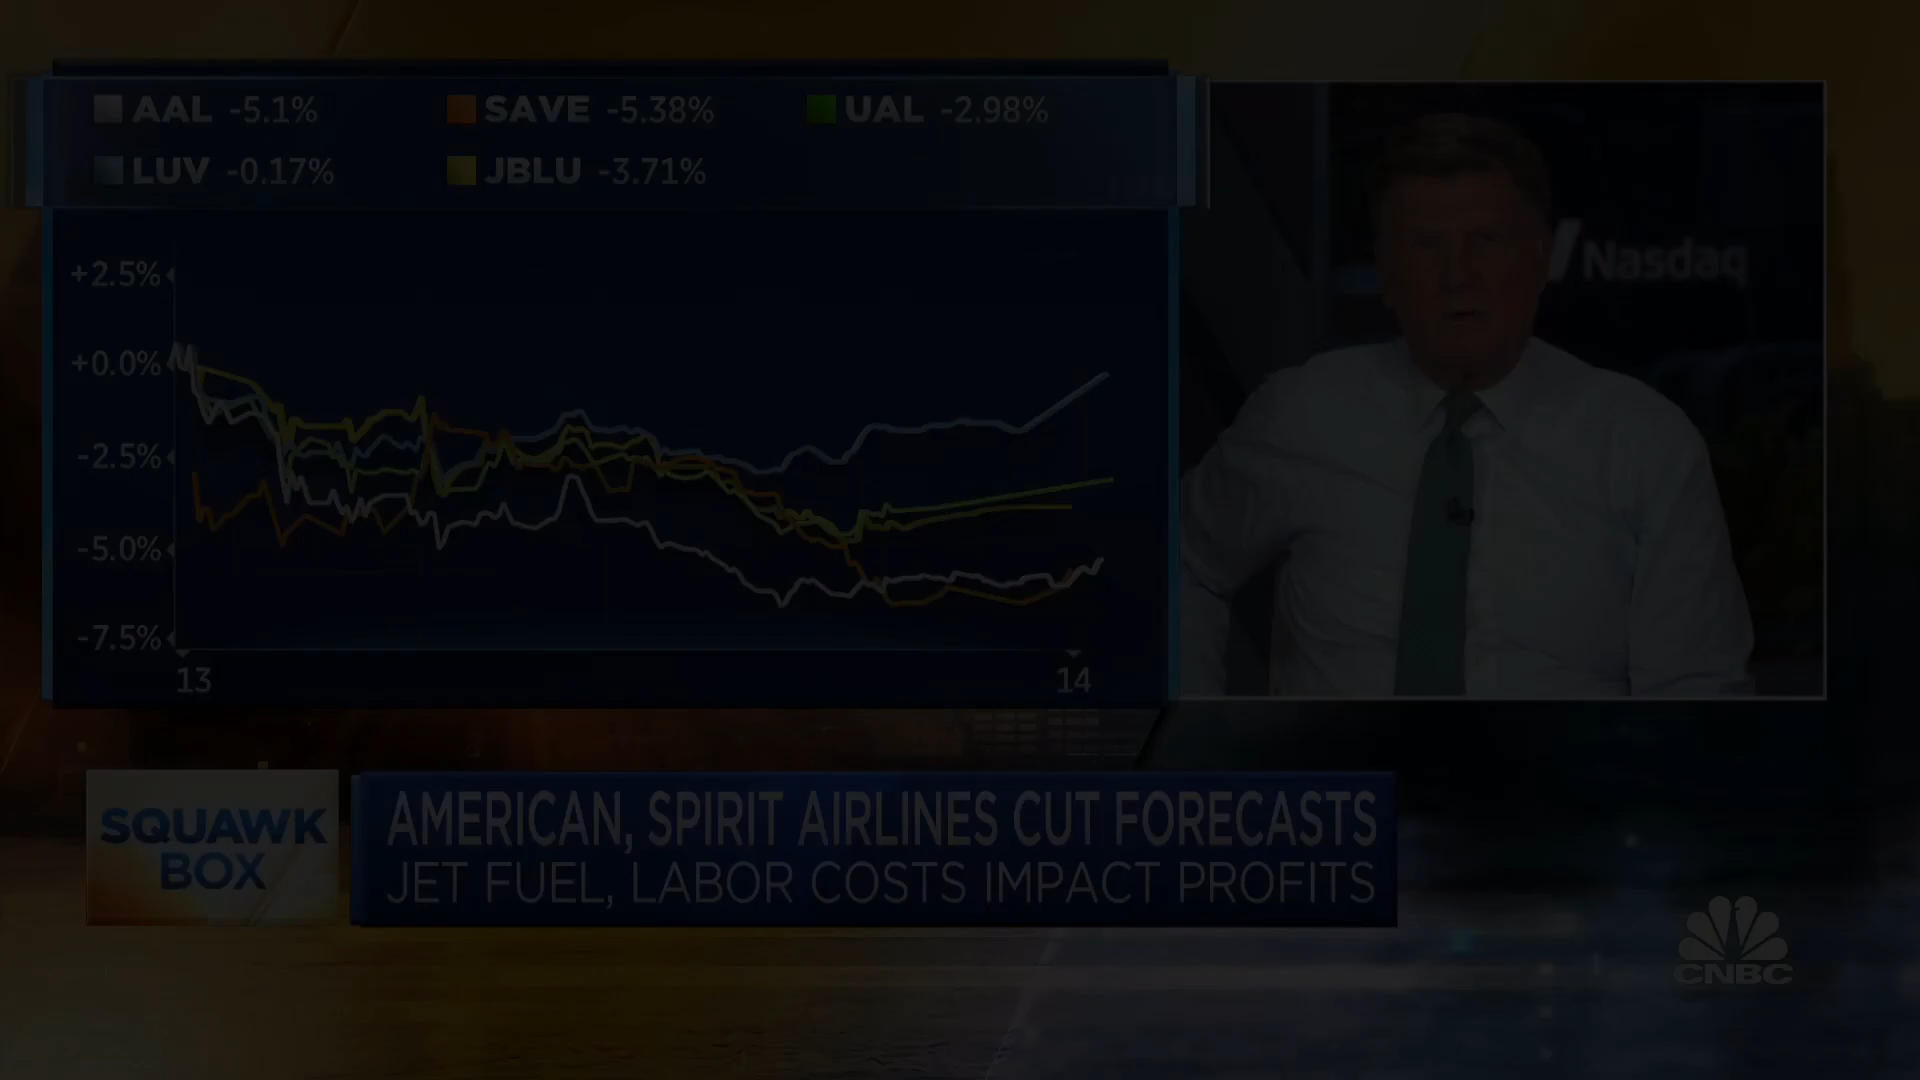 AAL -5.1% SAVE -5.38% UAL -2.98%
LUV -0.17% JBLU -3.71%
Nasdaq
+2.5%
+0.0%
-2.5%
-5.0%
-7.5%
13 14
SQUAWK
BOX
AMERICAN, SPIRIT AIRLINES CUT FORECASTS
JET FUEL, LABOR COSTS IMPACT PROFITS
CNBC